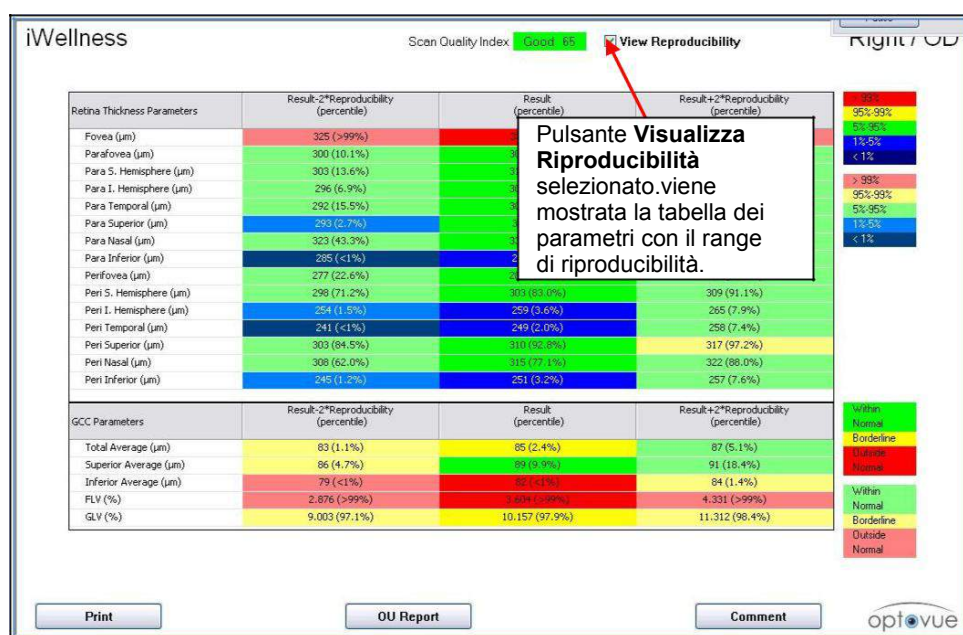 iWellness
Scan Quality Index Good 65 View Reproducibility Right / OD
Retina Thickness Parameters Result-2*Reproducibility (percentile) Result (percentile) Result+2*Reproducibility (percentile)
Fovea (µm) 325 (>99%)
Parafovea (µm) 300 (10.1%)
Para S. Hemisphere (µm) 303 (13.6%)
Para I. Hemisphere (µm) 296 (6.9%)
Para Temporal (µm) 292 (15.5%)
Para Superior (µm) 293 (2.7%)
Para Nasal (µm) 323 (43.3%)
Para Inferior (µm) 285 (<1%)
Perifovea (µm) 277 (22.6%)
Peri S. Hemisphere (µm) 298 (71.2%) 303 (83.0%) 309 (91.1%)
Peri I. Hemisphere (µm) 254 (1.5%) 259 (3.6%) 265 (7.9%)
Peri Temporal (µm) 241 (<1%) 249 (2.0%) 258 (7.4%)
Peri Superior (µm) 303 (84.5%) 310 (92.8%) 317 (97.2%)
Peri Nasal (µm) 308 (62.0%) 315 (77.1%) 322 (88.0%)
Peri Inferior (µm) 245 (1.2%) 251 (3.2%) 257 (7.6%)
Pulsante Visualizza
Riproducibilità
selezionato.viene
mostrata la tabella dei
parametri con il range
di riproducibilità.
> 99%
95%-99%
5%-95%
1%-5%
< 1%
> 99%
95%-99%
5%-95%
1%-5%
< 1%
GCC Parameters Result-2*Reproducibility (percentile) Result (percentile) Result+2*Reproducibility (percentile)
Total Average (µm) 83 (1.1%) 85 (2.4%) 87 (5.1%)
Superior Average (µm) 86 (4.7%) 89 (9.9%) 91 (18.4%)
Inferior Average (µm) 79 (<1%) 82 (<1%) 84 (1.4%)
FLV (%) 2.876 (>99%) 3.604 (>99%) 4.331 (>99%)
GLV (%) 9.003 (97.1%) 10.157 (97.9%) 11.312 (98.4%)
Within
Normal
Borderline
Outside
Normal
Within
Normal
Borderline
Outside
Normal
Print OU Report Comment optovue